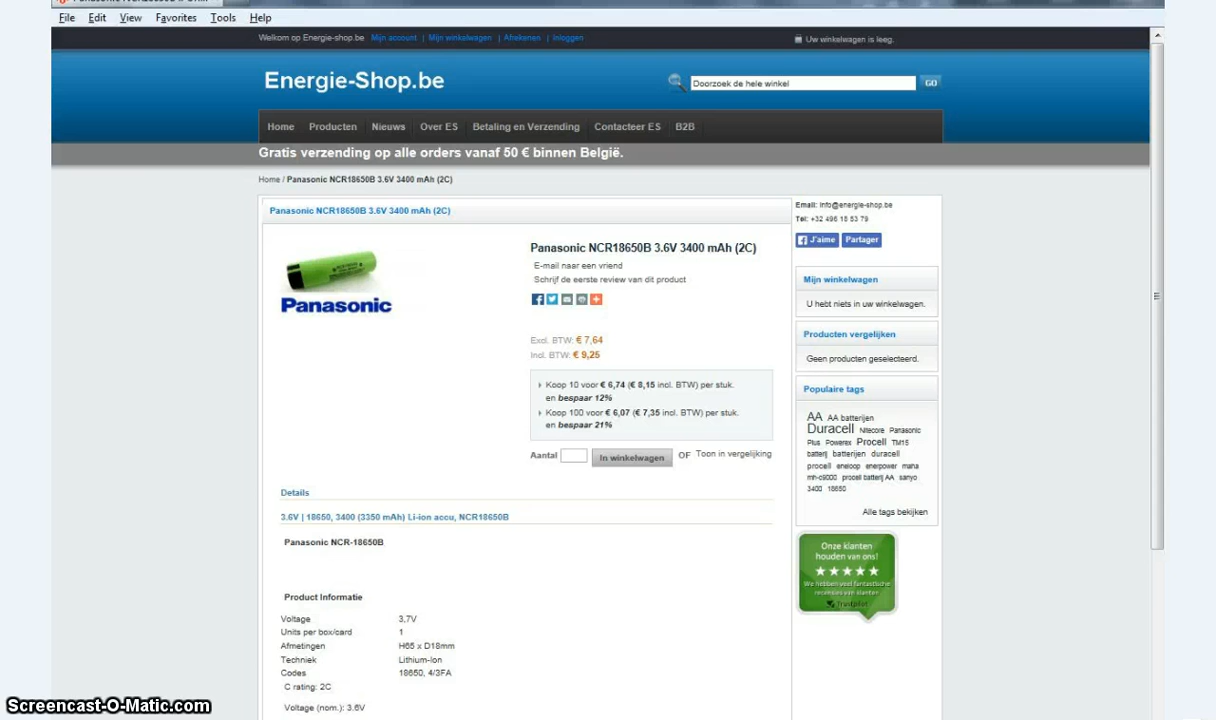 File Edit View Favorites Tools Help
Welkom op Energie-shop.be Mijn account | Mijn winkelwagen | Afrekenen | Inloggen
Uw winkelwagen is leeg.
Energie-Shop.be
Doorzoek de hele winkel GO
Home Producten Nieuws Over ES Betaling en Verzending Contacteer ES B2B
Gratis verzending op alle orders vanaf 50 € binnen België.
Home / Panasonic NCR18650B 3.6V 3400 mAh (2C)
Panasonic NCR18650B 3.6V 3400 mAh (2C)
Panasonic
Panasonic NCR18650B 3.6V 3400 mAh (2C)
E-mail naar een vriend
Schrijf de eerste review van dit product
Excl. BTW: € 7,64
Incl. BTW: € 9,25
Koop 10 voor € 6,74 (€ 8,15 incl. BTW) per stuk.
en bespaar 12%
Koop 100 voor € 6,07 (€ 7,35 incl. BTW) per stuk.
en bespaar 21%
Aantal In winkelwagen OF Toon in vergelijking
Details
3.6V | 18650, 3400 (3350 mAh) Li-ion accu, NCR18650B
Panasonic NCR-18650B
Product Informatie
Voltage 3,7V
Units per box/card 1
Afmetingen H65 x D18mm
Techniek Lithium-Ion
Codes 18650, 4/3FA
C rating: 2C
Voltage (nom.): 3.6V
Email: info@energie-shop.be
Tel: +32 496 18 53 79
J'aime Partager
Mijn winkelwagen
U hebt niets in uw winkelwagen.
Producten vergelijken
Geen producten geselecteerd.
Populaire tags
AA AA batterijen
Duracell Nitecore Panasonic
Plus Powerex Procell TM15
batterij batterijen duracell
procell eneloop enerpower maha
mh-c9000 procell batterij AA sanyo
3400 18650
Alle tags bekijken
Onze klanten
houden van ons!
We hebben veel fantastische
recensies van klanten
Trustpilot
Screencast-O-Matic.com